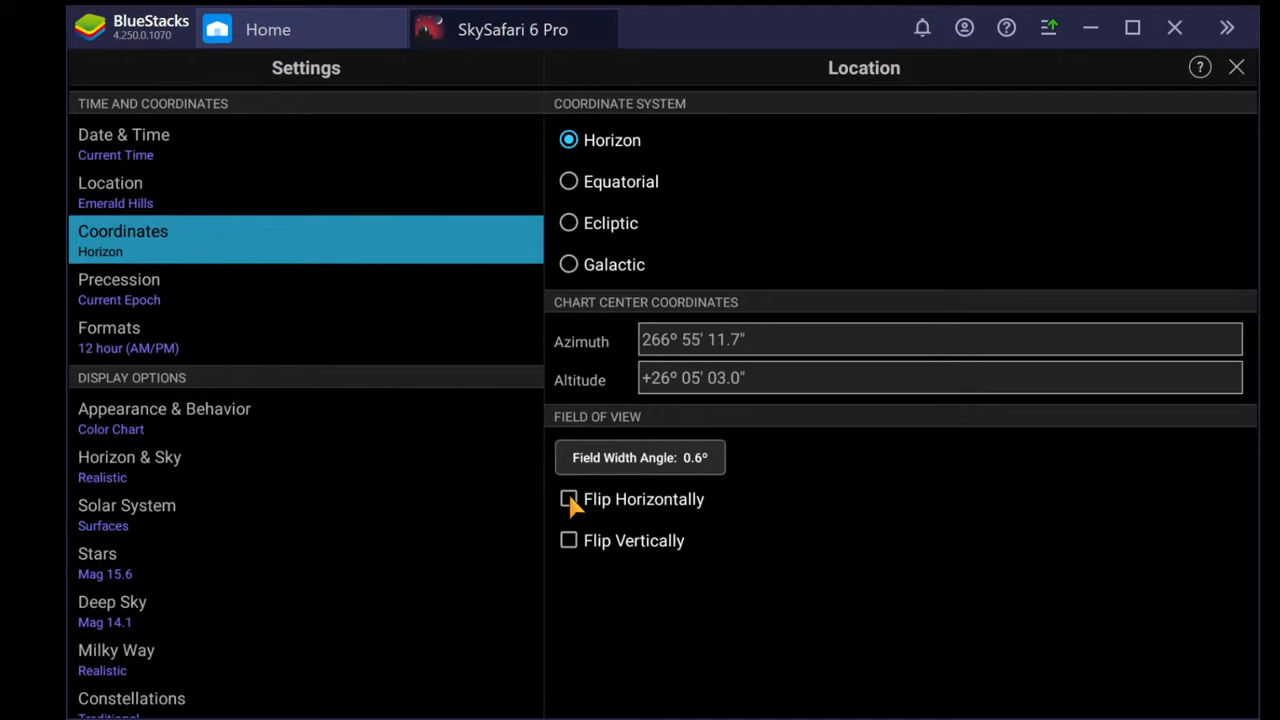 BlueStacks
4.250.0.1070
Home
SkySafari 6 Pro
Settings
Location
TIME AND COORDINATES
Date & Time
Current Time
Location
Emerald Hills
Coordinates
Horizon
Precession
Current Epoch
Formats
12 hour (AM/PM)
DISPLAY OPTIONS
Appearance & Behavior
Color Chart
Horizon & Sky
Realistic
Solar System
Surfaces
Stars
Mag 15.6
Deep Sky
Mag 14.1
Milky Way
Realistic
Constellations
Traditional
COORDINATE SYSTEM
Horizon
Equatorial
Ecliptic
Galactic
CHART CENTER COORDINATES
Azimuth 266º 55' 11.7"
Altitude +26º 05' 03.0"
FIELD OF VIEW
Field Width Angle: 0.6º
Flip Horizontally
Flip Vertically